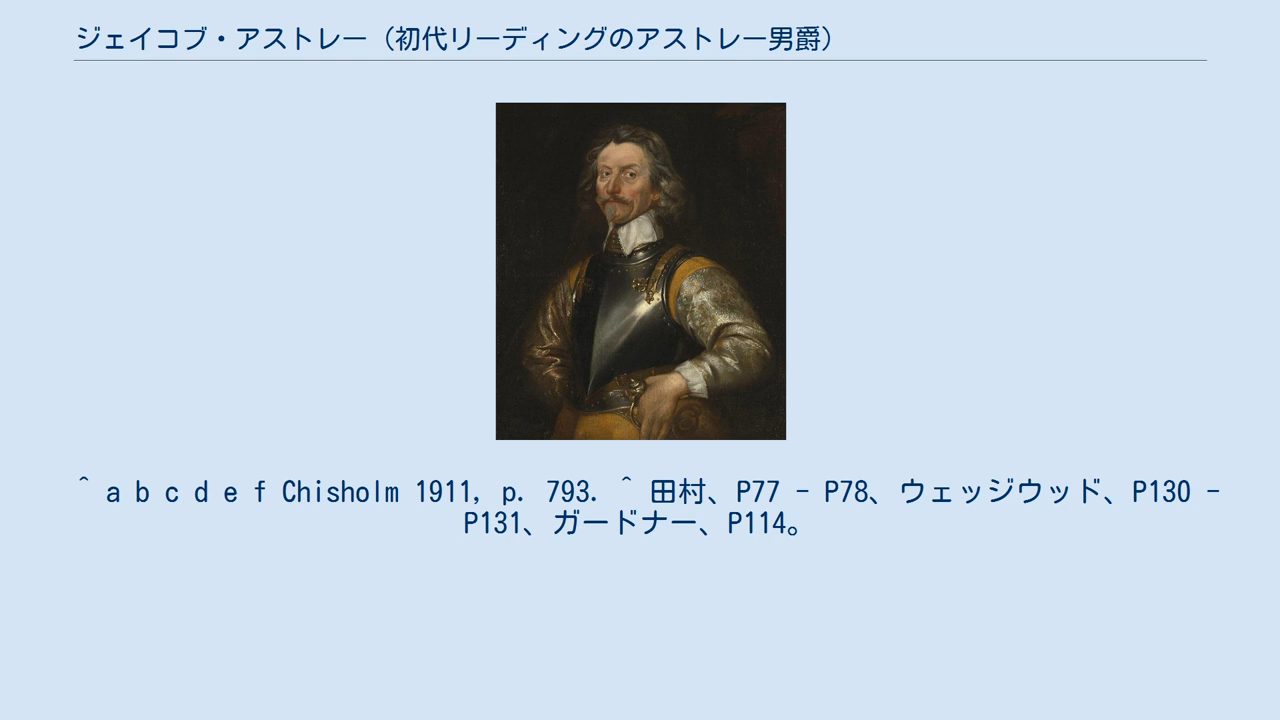 ジェイコブ・アストレー（初代リーディングのアストレー男爵）
^ a b c d e f Chisholm 1911, p. 793. ^ 田村、P77 - P78、ウェッジウッド、P130 -
P131、ガードナー、P114。